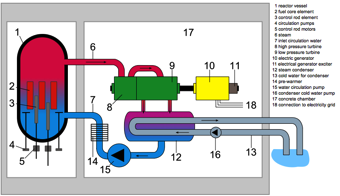 1 reactor vessel
2 fuel core element
3 control rod element
4 circulation pumps
5 control rod motors
6 steam
7 inlet circulation water
8 high pressure turbine
9 low pressure turbine
10 electric generator
11 electrical generator exciter
12 steam condenser
13 cold water for condenser
14 pre-warmer
15 water circulation pump
16 condenser cold water pump
17 concrete chamber
18 connection to electricity grid
1
6
17
9
10
11
2
3
7
8
18
4
5
14
15
12
16
13